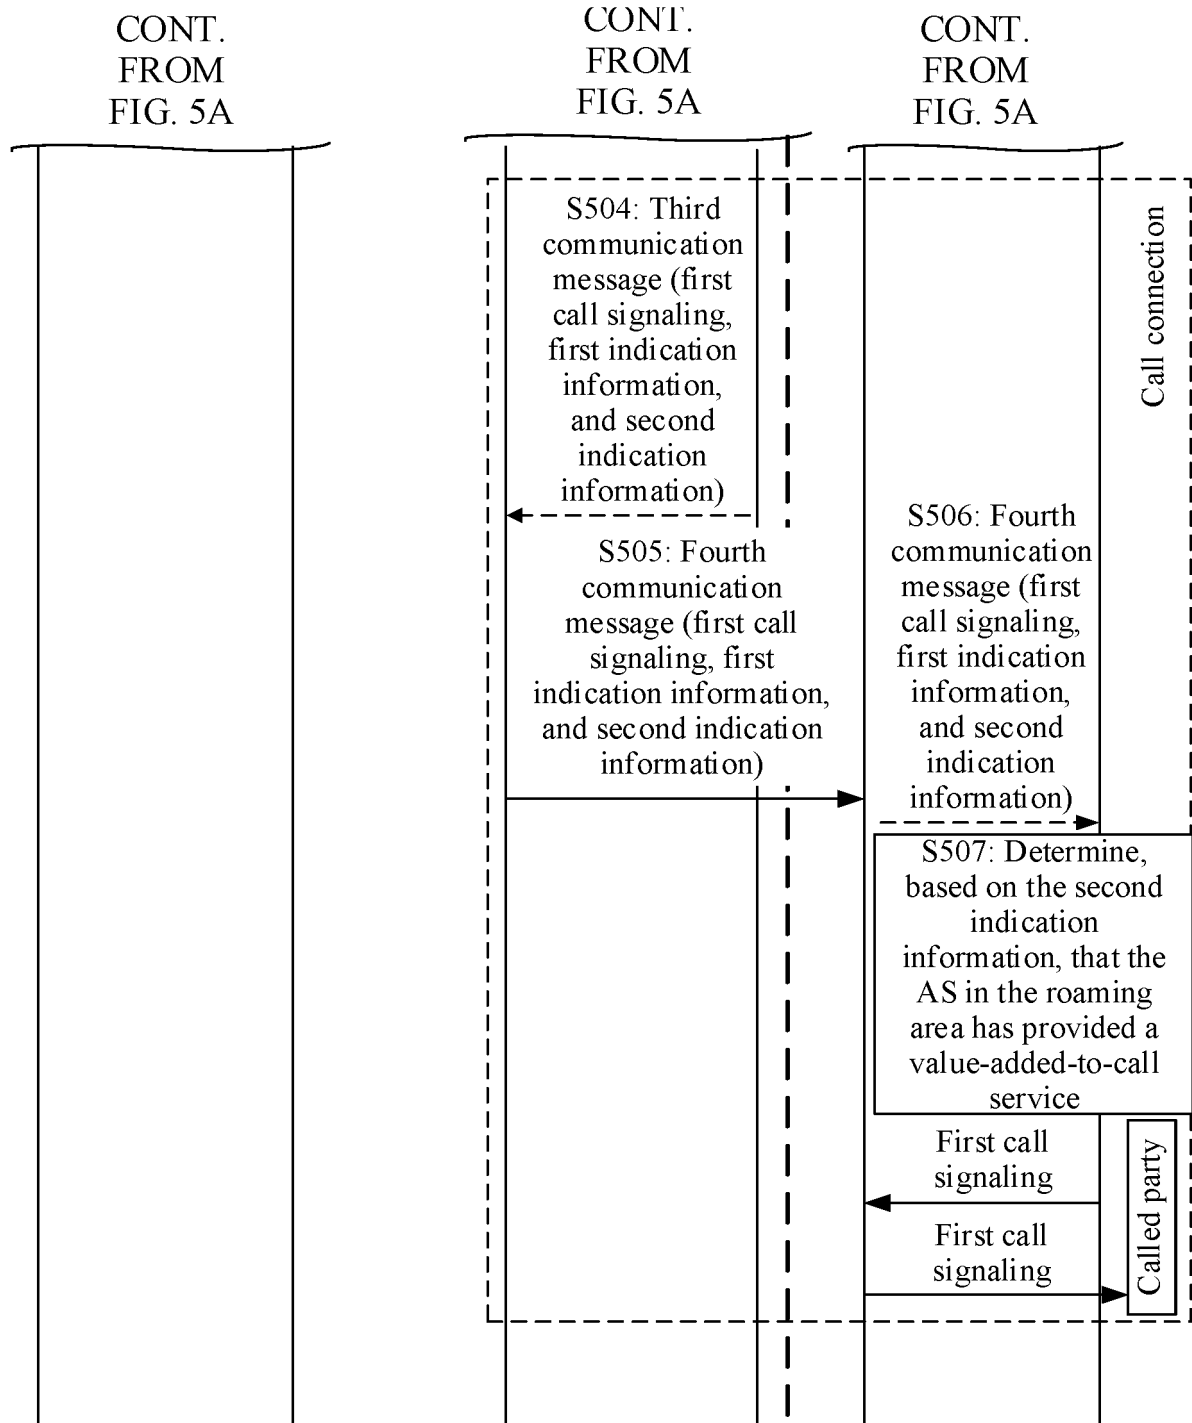 CONT.
FROM
FIG. 5A
CONT.
FROM
FIG. 5A
CONT.
FROM
FIG. 5A
S504: Third
communication
message (first
call signaling,
first indication
information,
and second
indication
information)
Call connection
S505: Fourth
communication
message (first call
signaling, first
indication information,
and second indication
information)
S506: Fourth
communication
message (first
call signaling,
first indication
information,
and second
indication
information)
S507: Determine,
based on the second
indication
information, that the
AS in the roaming
area has provided a
value-added-to-call
service
First call
signaling
First call
signaling
Called party